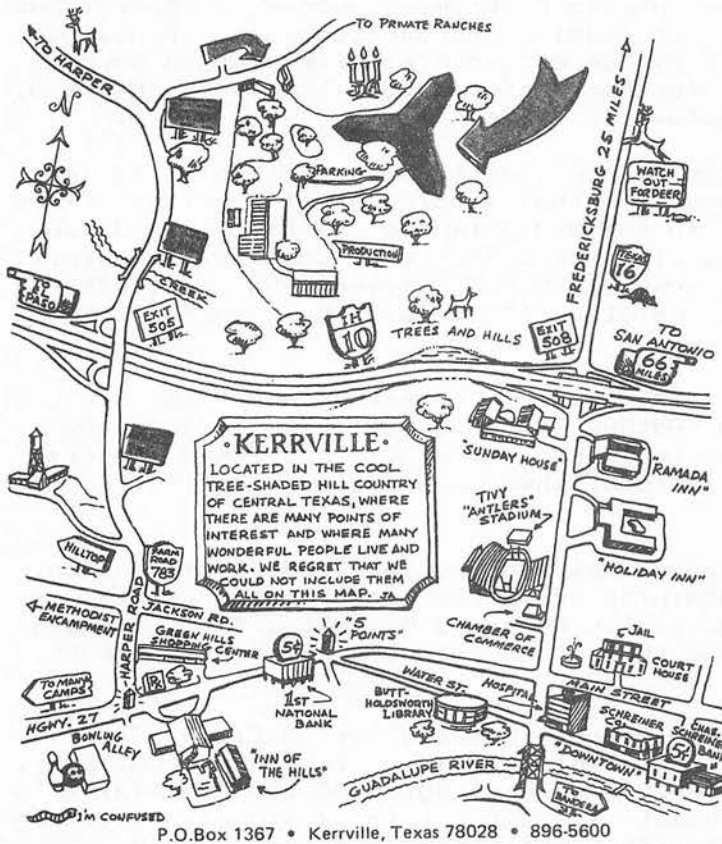 TO PRIVATE RANCHES
TO HARPER
N
JA
PARKING
PRODUCTION
FREDERICKSBURG 25 MILES
WATCH
OUT
FOR DEER
TEXAS
16
TO
EL
PASO
CREEK
EXIT
505
IH
10
TREES AND HILLS
EXIT
508
TO
SAN ANTONIO
66
MILES
·KERRVILLE·
LOCATED IN THE COOL
TREE-SHADED HILL COUNTRY
OF CENTRAL TEXAS, WHERE
THERE ARE MANY POINTS OF
INTEREST AND WHERE MANY
WONDERFUL PEOPLE LIVE AND
WORK. WE REGRET THAT WE
COULD NOT INCLUDE THEM
ALL ON THIS MAP. JA
"SUNDAY HOUSE"
"RAMADA
INN"
TIVY
"ANTLERS"
STADIUM
HOLIDAY INN"
HILLTOP
FARM
ROAD
783
HARPER ROAD
JACKSON RD.
METHODIST
ENCAMPMENT
GREEN HILLS
SHOPPING
CENTER
"5
POINTS"
5¢
1ST
NATIONAL
BANK
CHAMBER OF
COMMERCE
JAIL
COURT
HOUSE
MAIN STREET
TO MANY
CAMPS
HGWY. 27
WATER ST.
HOSPITAL
BUTT-
HOLDSWORTH
LIBRARY
SCHREINER
CO.
CHAS.
SCHREINER
BANK
5¢
"DOWNTOWN"
BOWLING
ALLEY
"INN OF
THE HILLS"
GUADALUPE RIVER
TO
BANDERA
I'M CONFUSED
P.O.Box 1367 • Kerrville, Texas 78028 • 896-5600